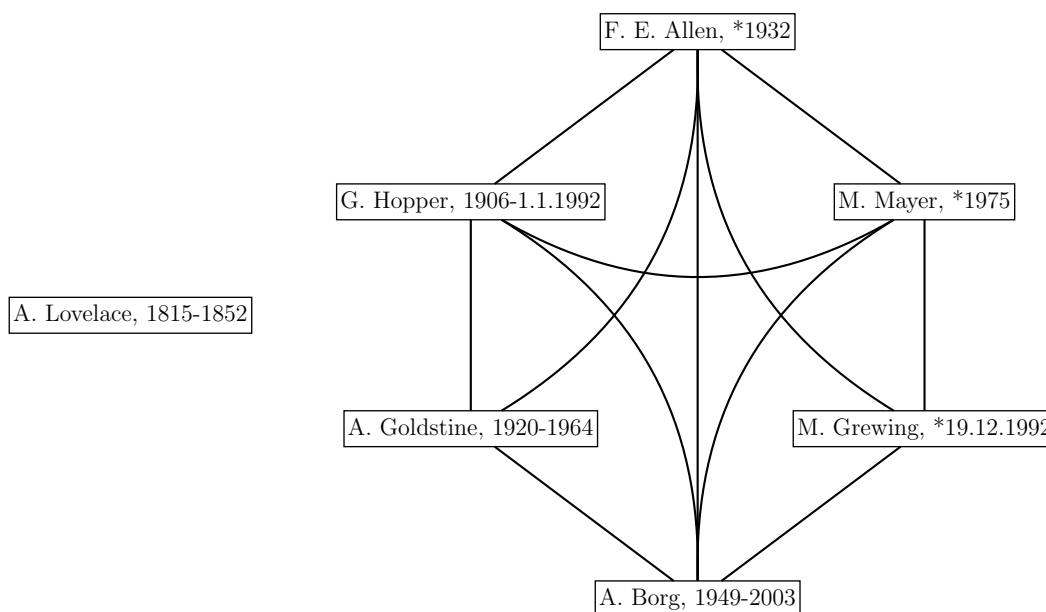 F. E. Allen, *1932
G. Hopper, 1906-1.1.1992
M. Mayer, *1975
A. Lovelace, 1815-1852
A. Goldstine, 1920-1964
M. Grewing, *19.12.1992
A. Borg, 1949-2003